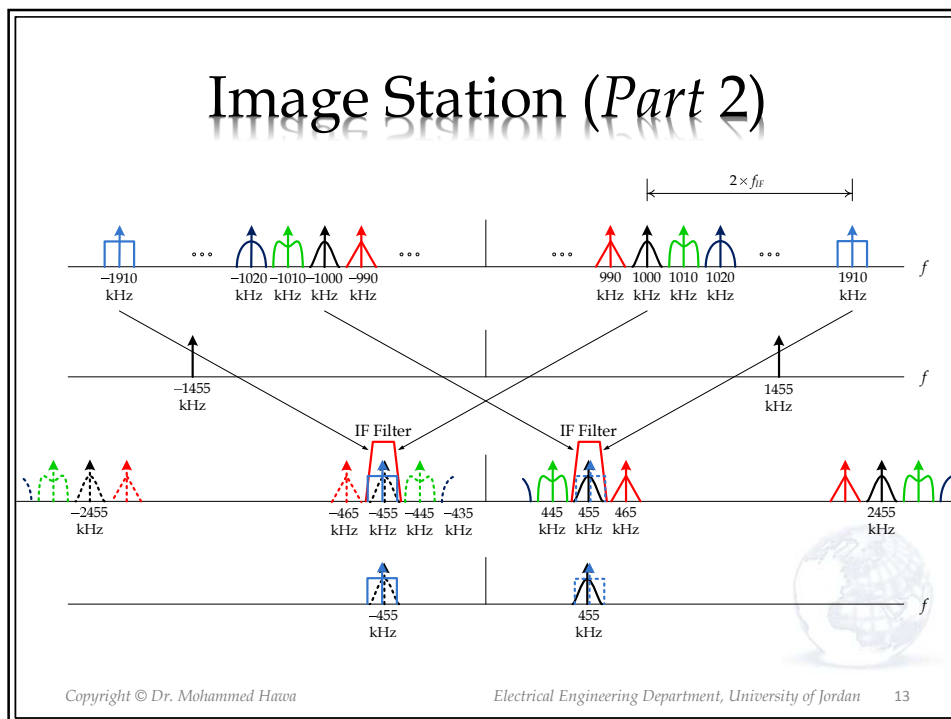 Image Station (Part 2)
2 × f_IF
−1910 kHz
−1020 kHz
−1010 kHz
−1000 kHz
−990 kHz
990 kHz
1000 kHz
1010 kHz
1020 kHz
1910 kHz
f
−1455 kHz
1455 kHz
f
IF Filter
IF Filter
−2455 kHz
−465 kHz
−455 kHz
−445 kHz
−435 kHz
445 kHz
455 kHz
465 kHz
2455 kHz
f
−455 kHz
455 kHz
f
Copyright © Dr. Mohammed Hawa
Electrical Engineering Department, University of Jordan
13